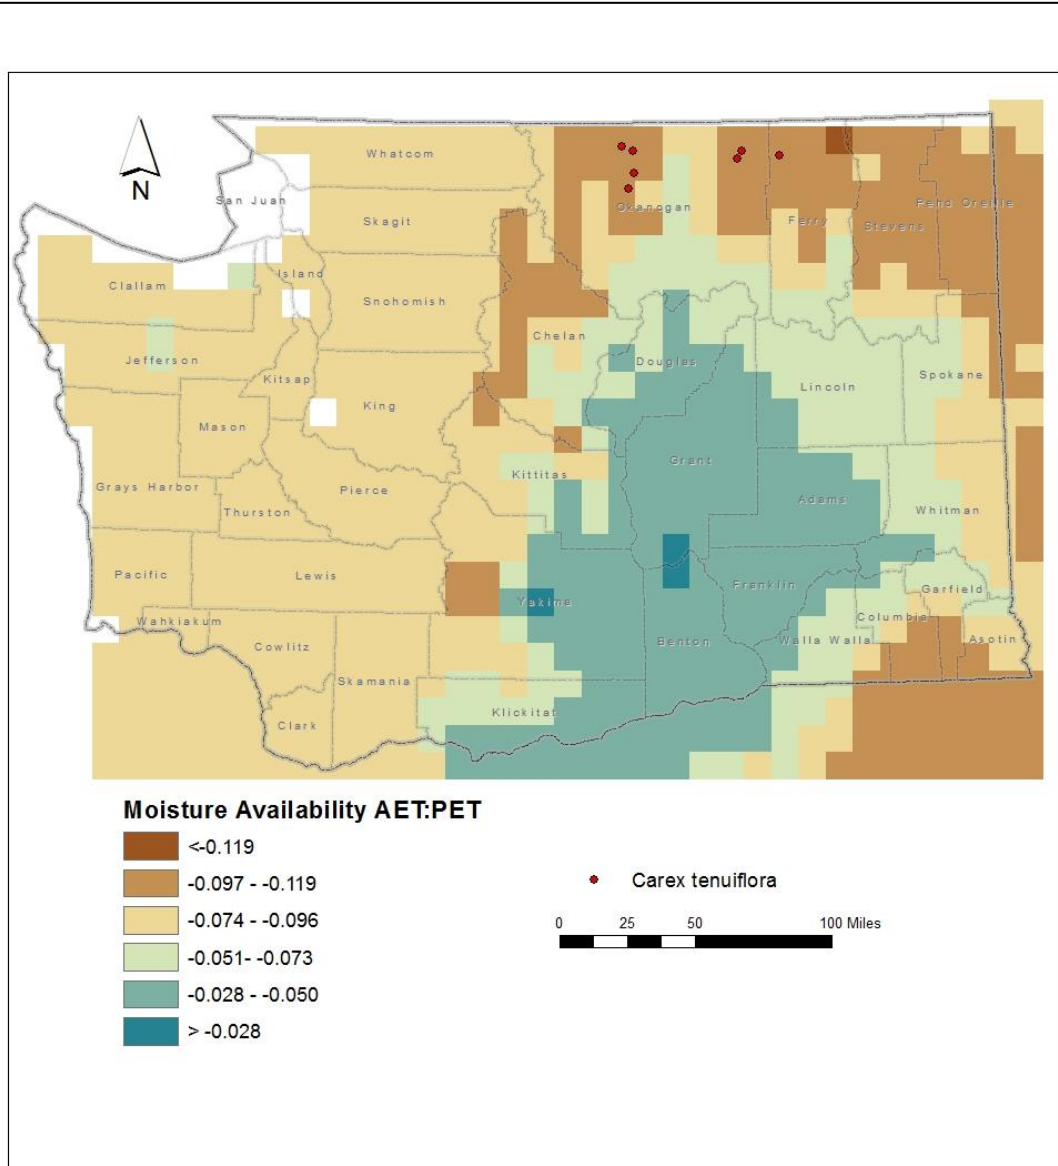 N
Whatcom
San Juan
Skagit
Okanogan
Pend Oreille
Ferry
Stevens
Island
Clallam
Snohomish
Chelan
Jefferson
Douglas
Kitsap
Lincoln
Spokane
King
Mason
Grant
Kittitas
Grays Harbor
Pierce
Adams
Thurston
Whitman
Pacific
Lewis
Franklin
Garfield
Yakima
Wahkiakum
Columbia
Benton
Walla Walla
Asotin
Cowlitz
Skamania
Klickitat
Clark
Moisture Availability AET:PET
<-0.119
-0.097 - -0.119
-0.074 - -0.096
-0.051- -0.073
-0.028 - -0.050
> -0.028
Carex tenuiflora
0 25 50 100 Miles